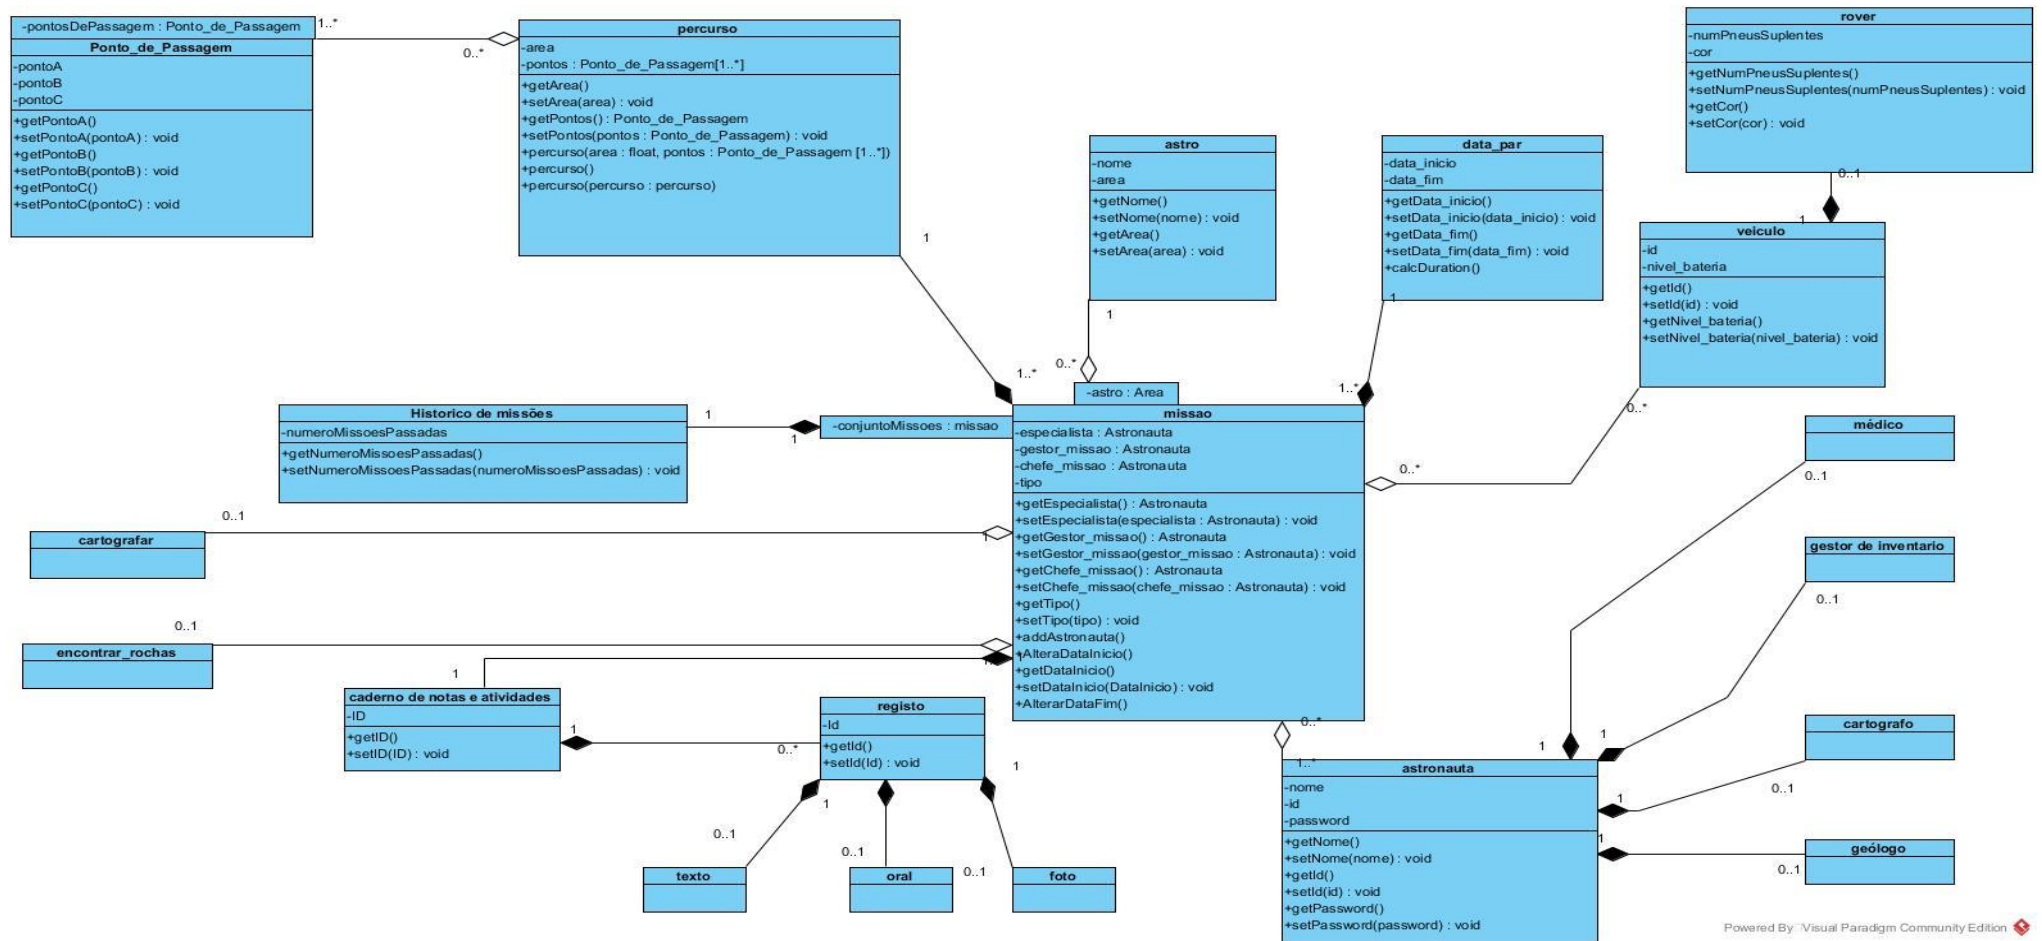 -pontosDePassagem : Ponto_de_Passagem
1..*
Ponto_de_Passagem
-pontoA
-pontoB
-pontoC
+getPontoA()
+setPontoA(pontoA) : void
+getPontoB()
+setPontoB(pontoB) : void
+getPontoC()
+setPontoC(pontoC) : void
0..*
percurso
-area
-pontos : Ponto_de_Passagem[1..*]
+getArea()
+setArea(area) : void
+getPontos() : Ponto_de_Passagem
+setPontos(pontos : Ponto_de_Passagem) : void
+percurso(area : float, pontos : Ponto_de_Passagem [1..*])
+percurso()
+percurso(percurso : percurso)
1
1..*
astro
-nome
-area
+getNome()
+setNome(nome) : void
+getArea()
+setArea(area) : void
1
0..*
data_par
-data_inicio
-data_fim
+getData_inicio()
+setData_inicio(data_inicio) : void
+getData_fim()
+setData_fim(data_fim) : void
+calcDuration()
1
1..*
rover
-numPneusSuplentes
-cor
+getNumPneusSuplentes()
+setNumPneusSuplentes(numPneusSuplentes) : void
+getCor()
+setCor(cor) : void
0..1
1
veiculo
-id
-nivel_bateria
+getId()
+setId(id) : void
+getNivel_bateria()
+setNivel_bateria(nivel_bateria) : void
0..*
0..*
Historico de missões
-numeroMissoesPassadas
+getNumeroMissoesPassadas()
+setNumeroMissoesPassadas(numeroMissoesPassadas) : void
1
1
-conjuntoMissoes : missao
-astro : Area
missao
-especialista : Astronauta
-gestor_missao : Astronauta
-chefe_missao : Astronauta
-tipo
+getEspecialista() : Astronauta
+setEspecialista(especialista : Astronauta) : void
+getGestor_missao() : Astronauta
+setGestor_missao(gestor_missao : Astronauta) : void
+getChefe_missao() : Astronauta
+setChefe_missao(chefe_missao : Astronauta) : void
+getTipo()
+setTipo(tipo) : void
+addAstronauta()
+AlteraDataInicio()
+getDataInicio()
+setDataInicio(DataInicio) : void
+AlterarDataFim()
cartografar
0..1
1
encontrar_rochas
0..1
caderno de notas e atividades
-ID
+getID()
+setID(ID) : void
1
1
0..*
registo
-Id
+getId()
+setId(Id) : void
1
1
0..1
0..1
0..1
texto
oral
foto
0..*
1..*
astronauta
-nome
-id
-password
+getNome()
+setNome(nome) : void
+getId()
+setId(id) : void
+getPassword()
+setPassword(password) : void
médico
0..1
1
gestor de inventario
0..1
1
cartografo
0..1
1
geólogo
0..1
1
Powered By Visual Paradigm Community Edition